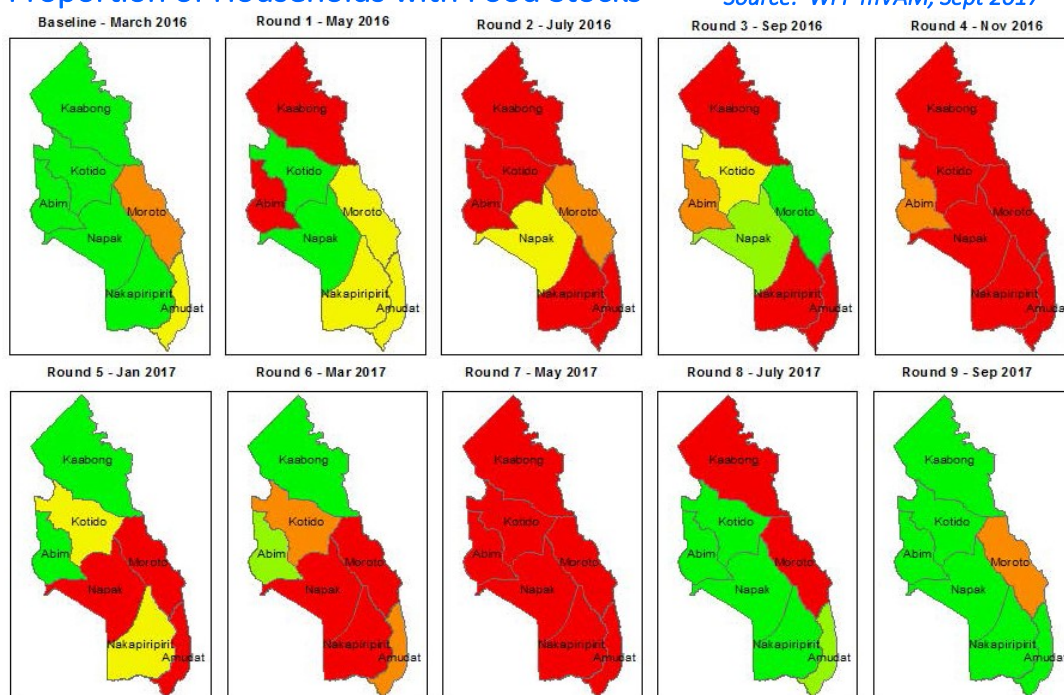 Proportion of Households with Food Stocks
Source: WFP mVAM, Sept 2017
Baseline - March 2016
Round 1 - May 2016
Round 2 - July 2016
Round 3 - Sep 2016
Round 4 - Nov 2016
Kaabong
Kotido
Abim
Moroto
Napak
Nakapiripirit
Amudat
Kaabong
Kotido
Abim
Moroto
Napak
Nakapiripirit
Amudat
Kaabong
Kotido
Abim
Moroto
Napak
Nakapiripirit
Amudat
Kaabong
Kotido
Abim
Moroto
Napak
Nakapiripirit
Amudat
Kaabong
Kotido
Abim
Moroto
Napak
Nakapiripirit
Amudat
Round 5 - Jan 2017
Round 6 - Mar 2017
Round 7 - May 2017
Round 8 - July 2017
Round 9 - Sep 2017
Kaabong
Kotido
Abim
Moroto
Napak
Nakapiripirit
Amudat
Kaabong
Kotido
Abim
Moroto
Napak
Nakapiripirit
Amudat
Kaabong
Kotido
Abim
Moroto
Napak
Nakapiripirit
Amudat
Kaabong
Kotido
Abim
Moroto
Napak
Nakapiripirit
Amudat
Kaabong
Kotido
Abim
Moroto
Napak
Nakapiripirit
Amudat